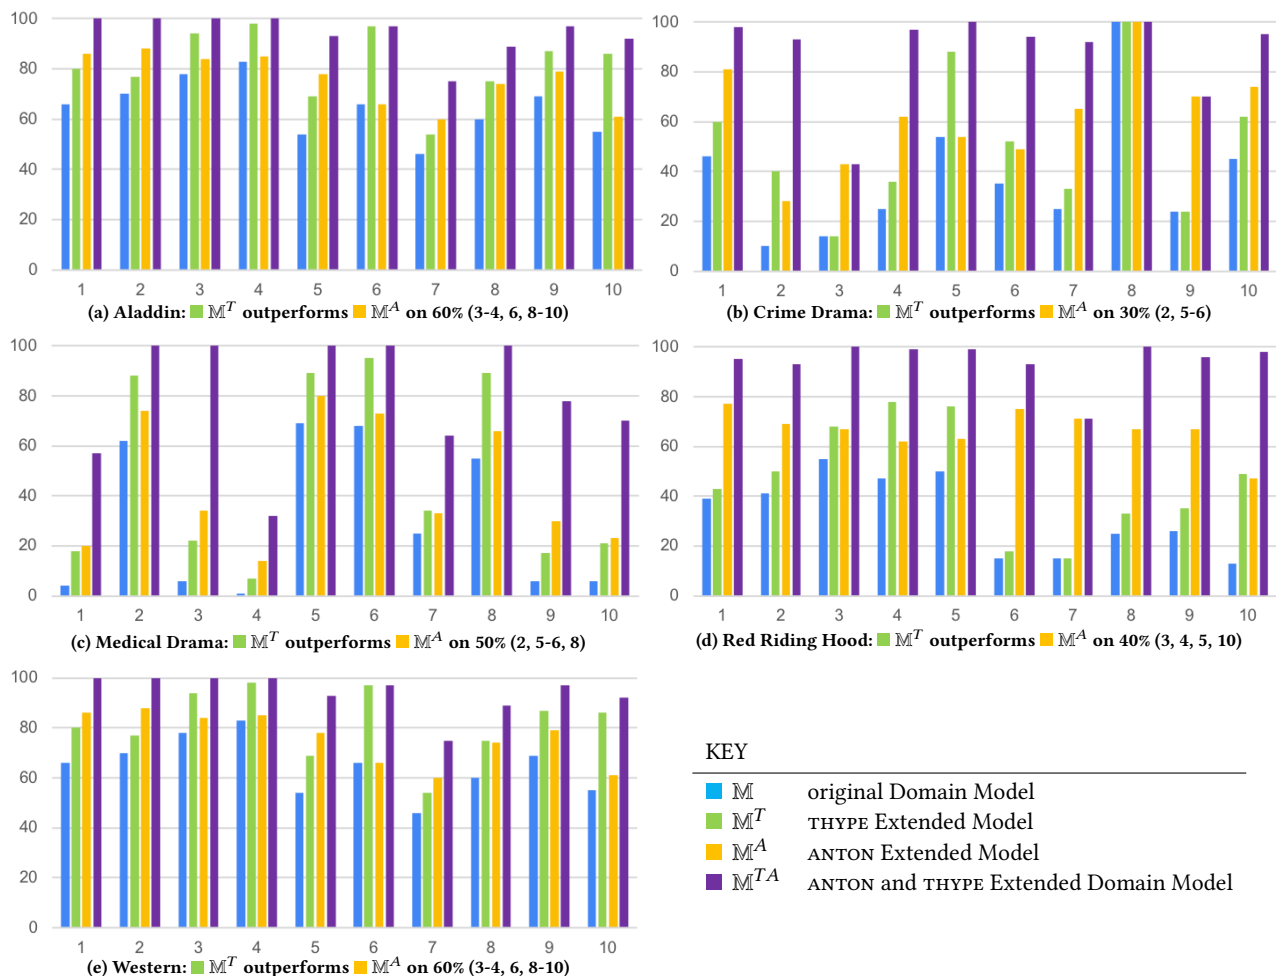 100
80
60
40
20
0
1 2 3 4 5 6 7 8 9 10
(a) Aladdin: 𝕄^T outperforms 𝕄^A on 60% (3-4, 6, 8-10)
100
80
60
40
20
0
1 2 3 4 5 6 7 8 9 10
(b) Crime Drama: 𝕄^T outperforms 𝕄^A on 30% (2, 5-6)
100
80
60
40
20
0
1 2 3 4 5 6 7 8 9 10
(c) Medical Drama: 𝕄^T outperforms 𝕄^A on 50% (2, 5-6, 8)
100
80
60
40
20
0
1 2 3 4 5 6 7 8 9 10
(d) Red Riding Hood: 𝕄^T outperforms 𝕄^A on 40% (3, 4, 5, 10)
100
80
60
40
20
0
1 2 3 4 5 6 7 8 9 10
(e) Western: 𝕄^T outperforms 𝕄^A on 60% (3-4, 6, 8-10)
KEY
𝕄 original Domain Model
𝕄^T THYPE Extended Model
𝕄^A ANTON Extended Model
𝕄^TA ANTON and THYPE Extended Domain Model